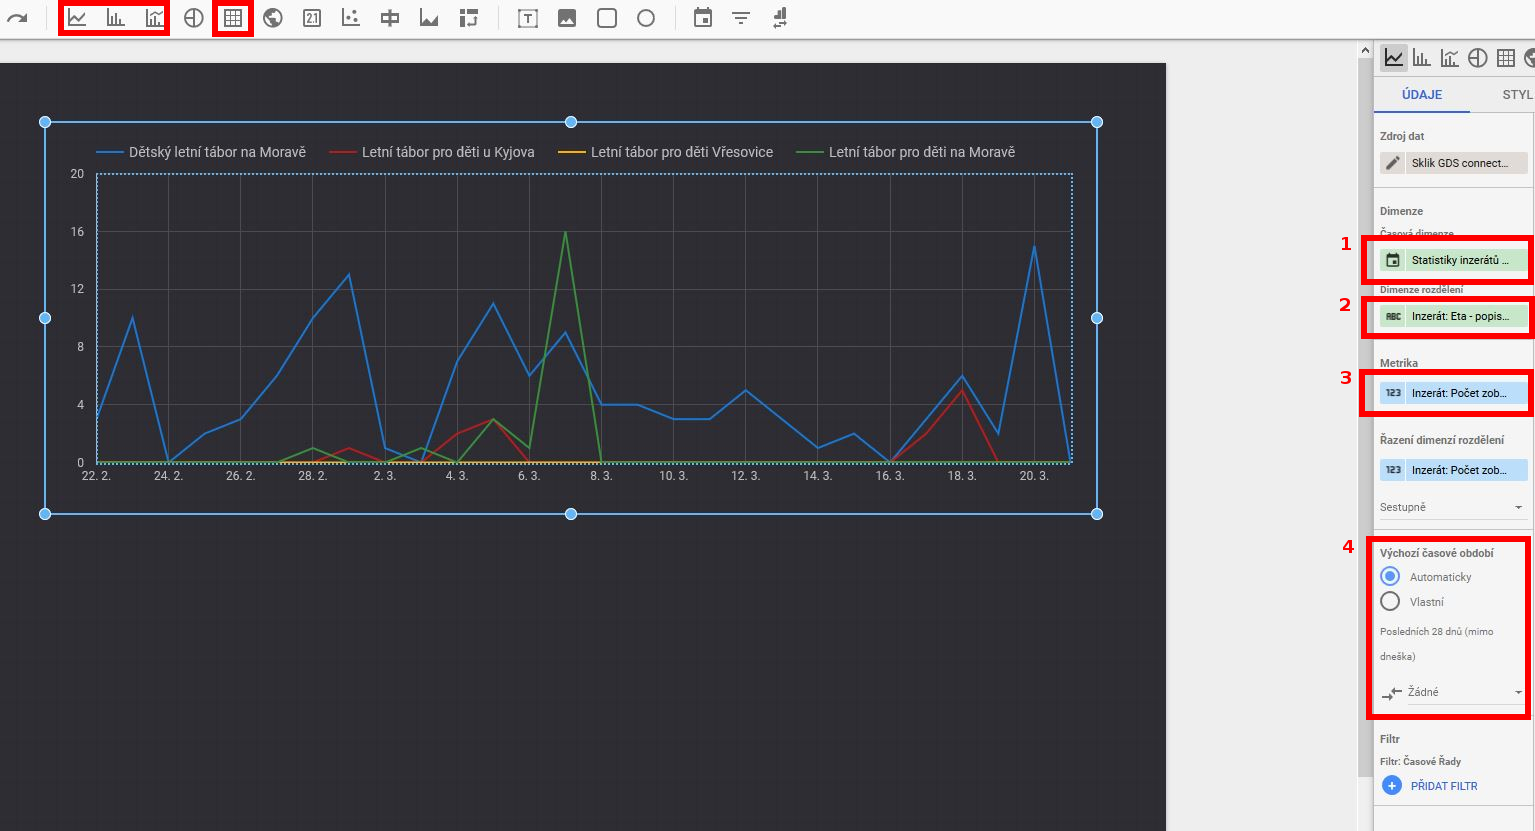 2.1
T
ÚDAJE STYL
Dětský letní tábor na Moravě Letní tábor pro děti u Kyjova Letní tábor pro děti Vřesovice Letní tábor pro děti na Moravě
20
16
12
8
4
0
22. 2. 24. 2. 26. 2. 28. 2. 2. 3. 4. 3. 6. 3. 8. 3. 10. 3. 12. 3. 14. 3. 16. 3. 18. 3. 20. 3.
Zdroj dat
Sklik GDS connect...
Dimenze
Časová dimenze
1
Statistiky inzerátů ...
Dimenze rozdělení
2
ABC Inzerát: Eta - popis...
Metrika
3
123 Inzerát: Počet zob...
Řazení dimenzí rozdělení
123 Inzerát: Počet zob...
Sestupně
4
Výchozí časové období
Automaticky
Vlastní
Posledních 28 dnů (mimo
dneška)
Žádné
Filtr
Filtr: Časové Řady
+ PŘIDAT FILTR